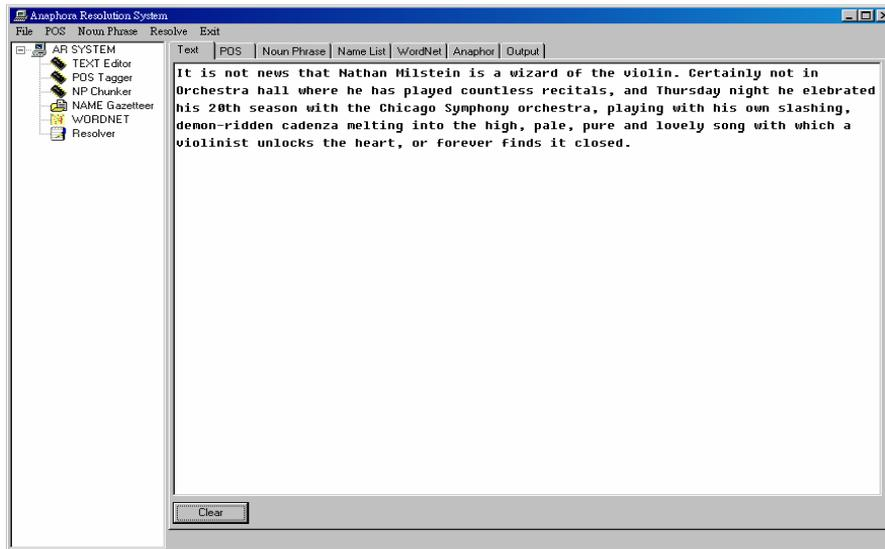 Anaphora Resolution System
File POS Noun Phrase Resolve Exit
AR SYSTEM
TEXT Editor
POS Tagger
NP Chunker
NAME Gazetteer
WORDNET
Resolver
Text POS Noun Phrase Name List WordNet Anaphor Output
It is not news that Nathan Milstein is a wizard of the violin. Certainly not in
Orchestra hall where he has played countless recitals, and Thursday night he elebrated
his 20th season with the Chicago Symphony orchestra, playing with his own slashing,
demon-ridden cadenza melting into the high, pale, pure and lovely song with which a
violinist unlocks the heart, or forever finds it closed.
Clear